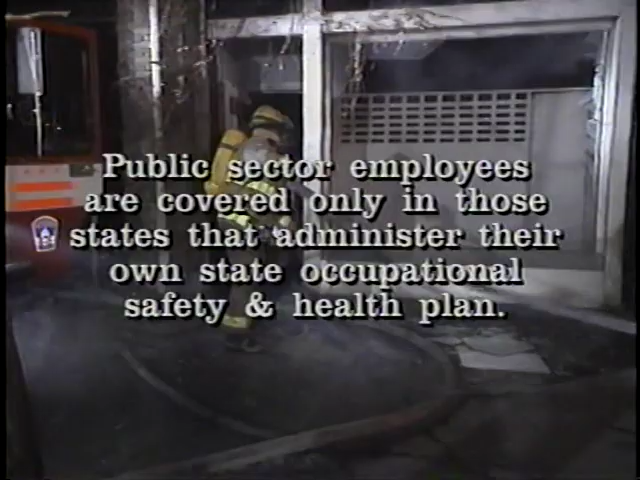 Public sector employees
are covered only in those
states that administer their
own state occupational
safety & health plan.